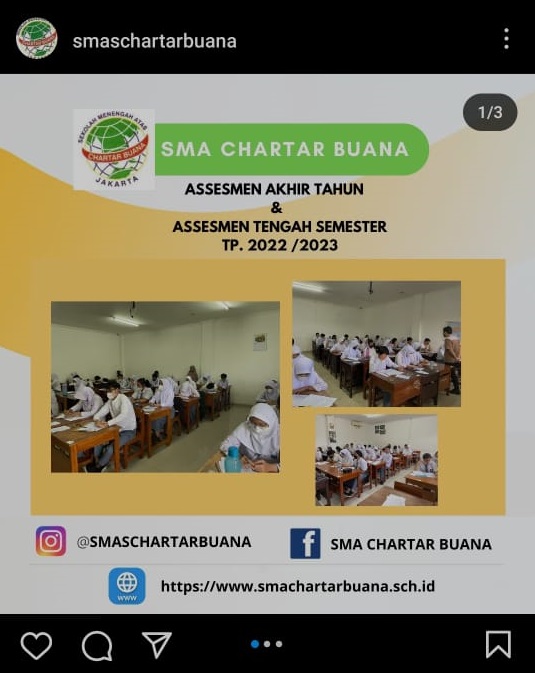 smaschartarbuana
1/3
SEKOLAH MENENGAH ATAS
CHARTAR BUANA
JAKARTA
SMA CHARTAR BUANA
ASSESMEN AKHIR TAHUN
&
ASSESMEN TENGAH SEMESTER
TP. 2022 /2023
@SMASCHARTARBUANA
SMA CHARTAR BUANA
www
https://www.smachartarbuana.sch.id